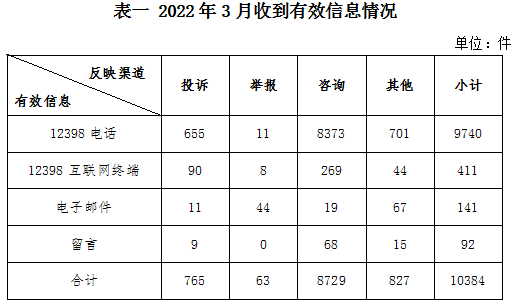 表一 2022 年 3 月收到有效信息情况
单位：件
反映渠道
有效信息
投诉 举报 咨询 其他 小计
12398 电话 655 11 8373 701 9740
12398 互联网终端 90 8 269 44 411
电子邮件 11 44 19 67 141
留言 9 0 68 15 92
合计 765 63 8729 827 10384